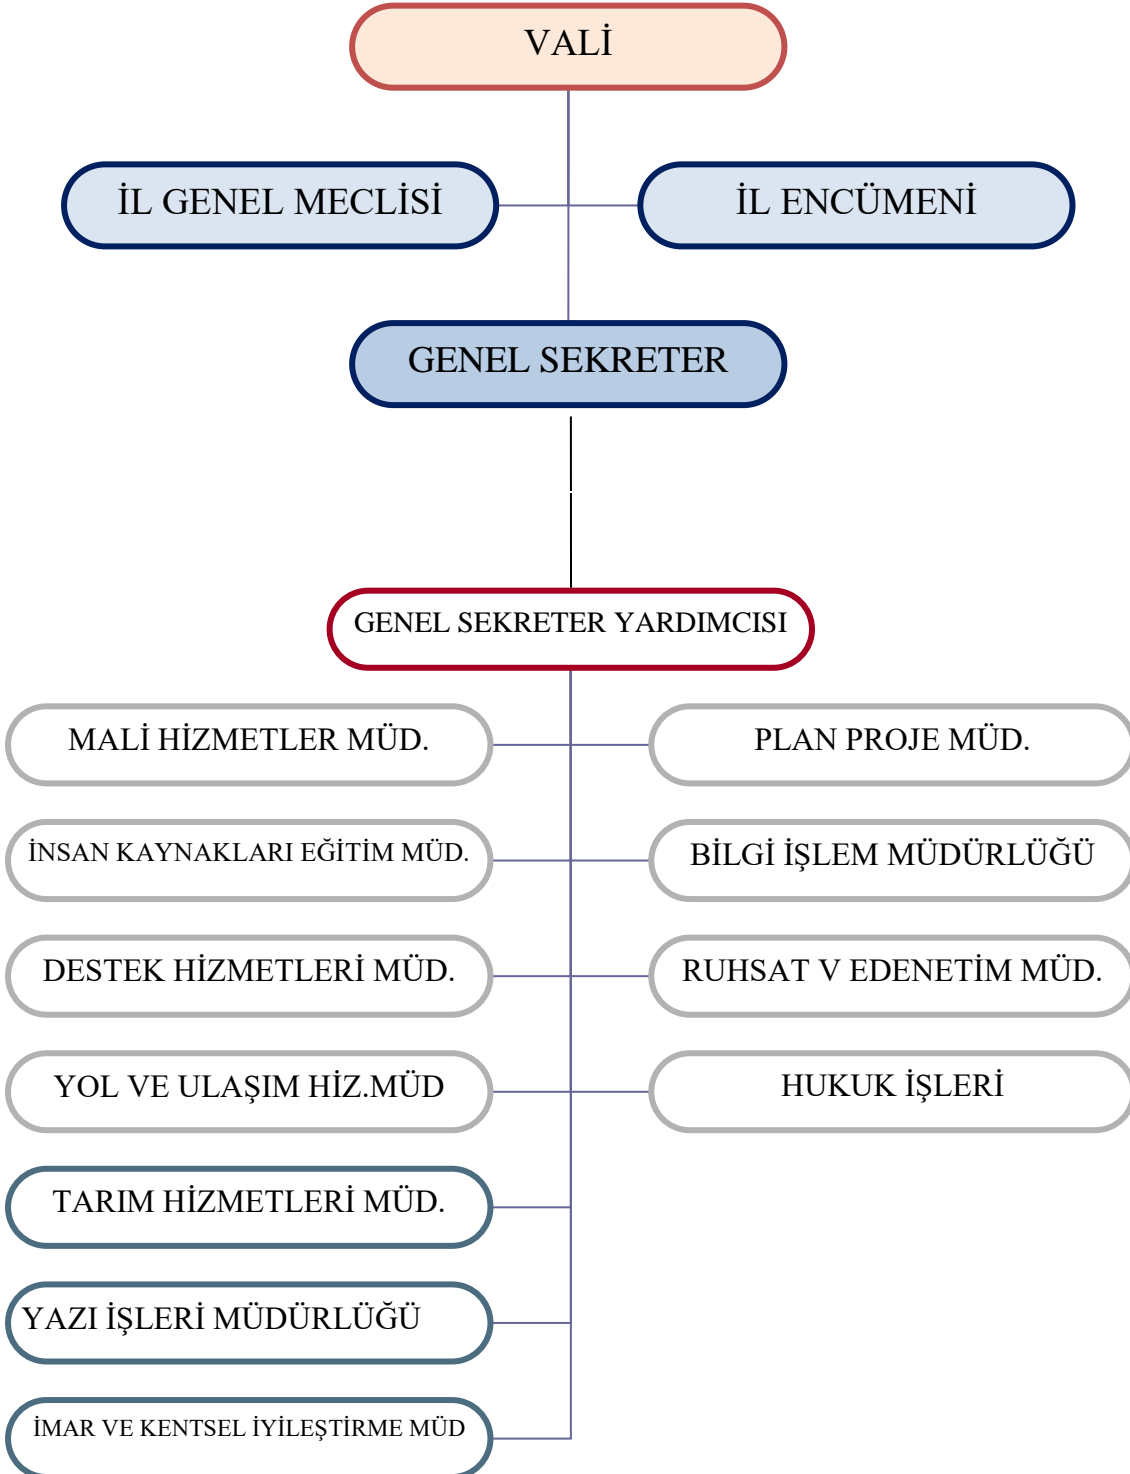 VALİ
İL GENEL MECLİSİ
İL ENCÜMENİ
GENEL SEKRETER
GENEL SEKRETER YARDIMCISI
MALİ HİZMETLER MÜD.
PLAN PROJE MÜD.
İNSAN KAYNAKLARI EĞİTİM MÜD.
BİLGİ İŞLEM MÜDÜRLÜĞÜ
DESTEK HİZMETLERİ MÜD.
RUHSAT V EDENETİM MÜD.
YOL VE ULAŞIM HİZ.MÜD
HUKUK İŞLERİ
TARIM HİZMETLERİ MÜD.
YAZI İŞLERİ MÜDÜRLÜĞÜ
İMAR VE KENTSEL İYİLEŞTİRME MÜD